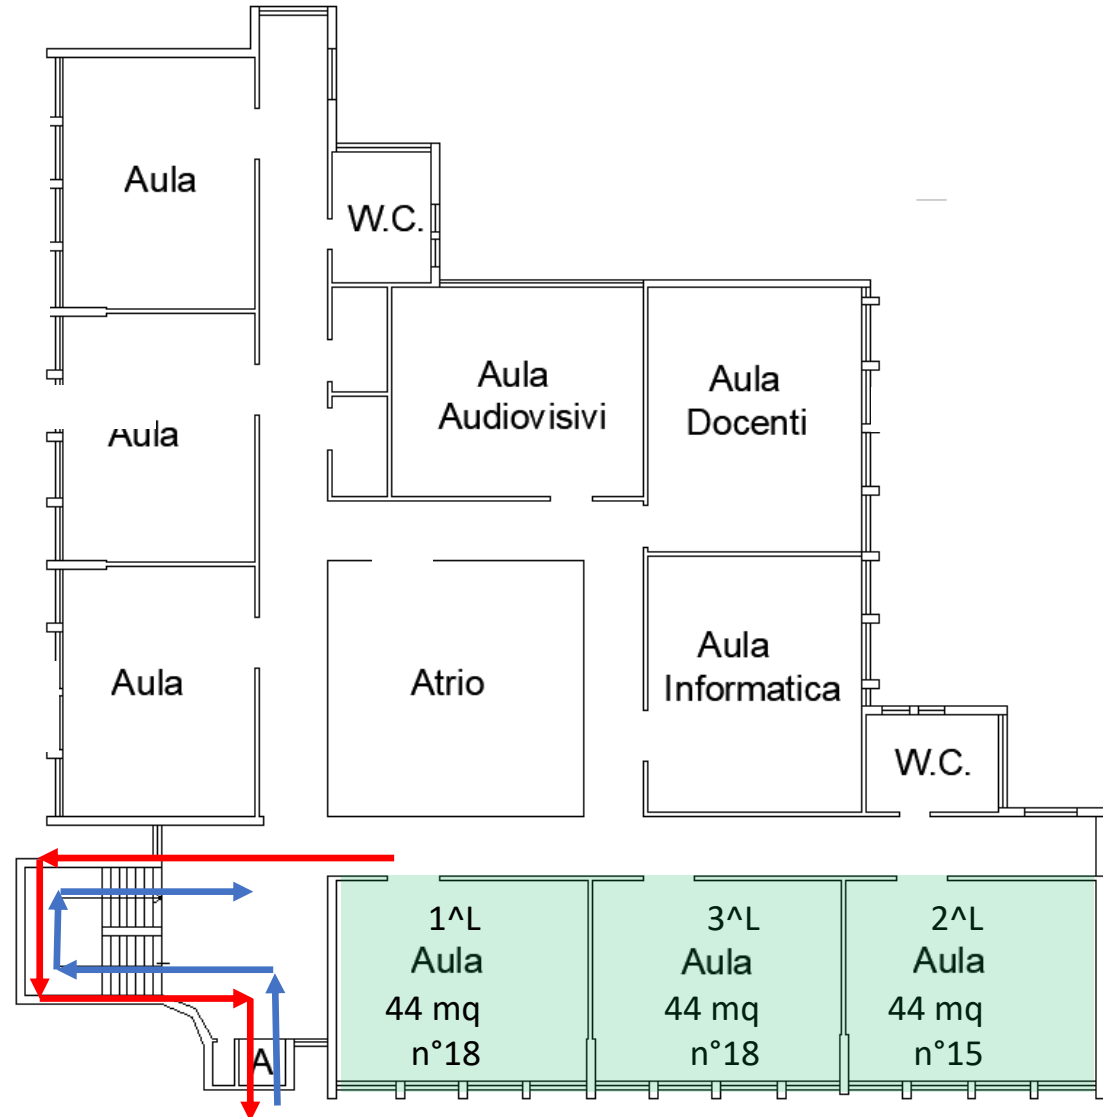 Aula
W.C.
Aula
Audiovisivi
Aula
Docenti
Aula
Aula
Atrio
Aula
Informatica
W.C.
1^L
Aula
44 mq
n°18
3^L
Aula
44 mq
n°18
2^L
Aula
44 mq
n°15
A